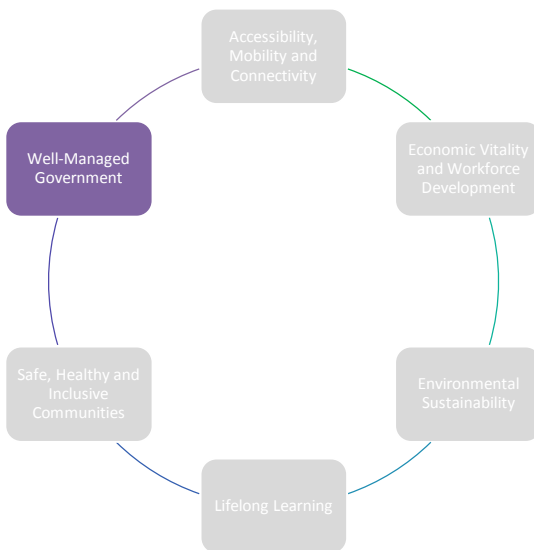 Accessibility,
Mobility and
Connectivity
Well-Managed
Government
Economic Vitality
and Workforce
Development
Safe, Healthy and
Inclusive
Communities
Environmental
Sustainability
Lifelong Learning